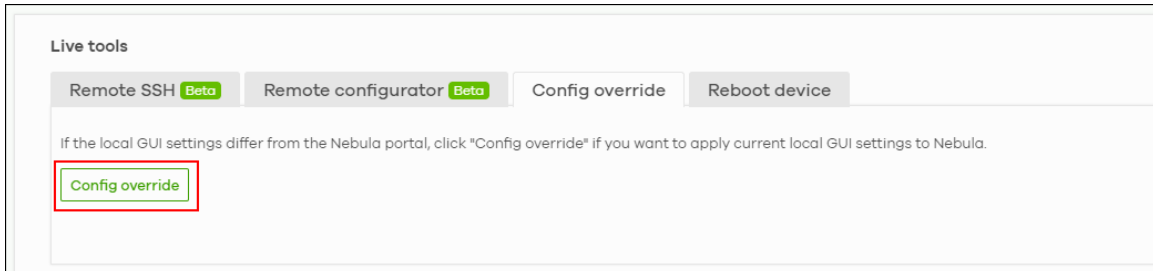 Live tools
Remote SSH Beta Remote configurator Beta Config override Reboot device
If the local GUI settings differ from the Nebula portal, click "Config override" if you want to apply current local GUI settings to Nebula.
Config override